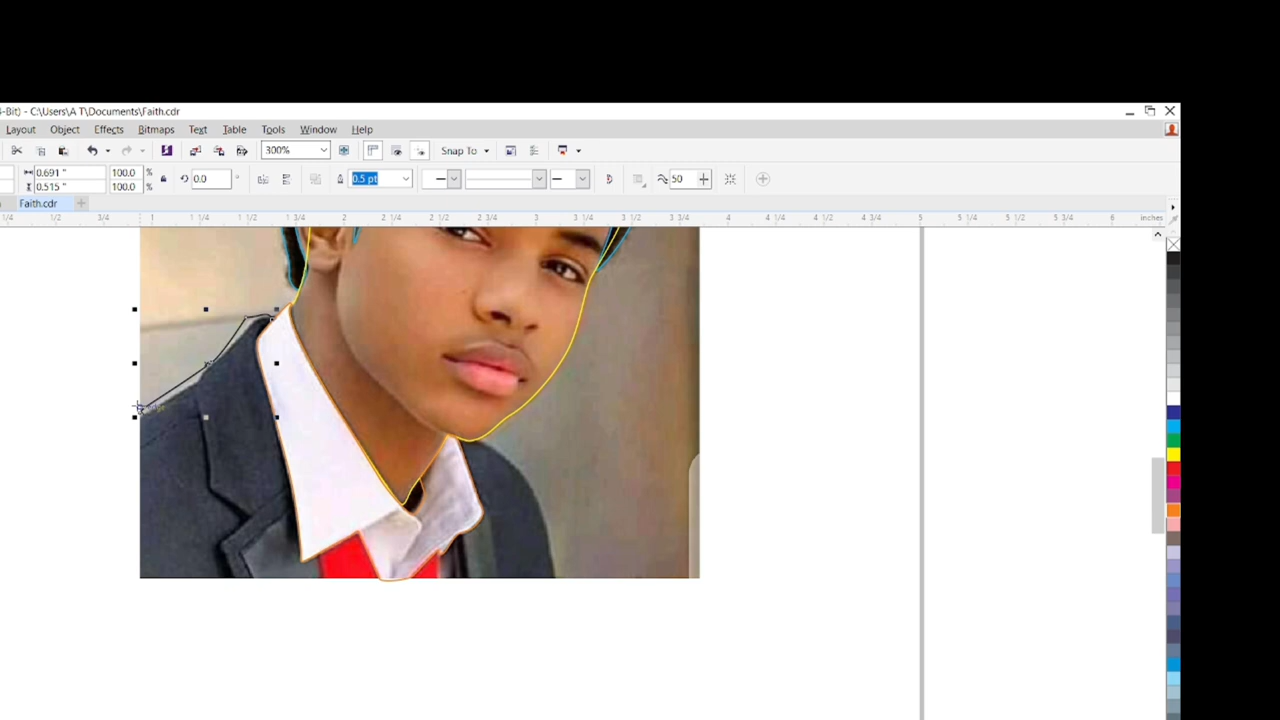 4-Bit) - C:\Users\A T\Documents\Faith.cdr
Layout Object Effects Bitmaps Text Table Tools Window Help
300% Snap To
0.691 " 100.0 % 0.0 ° 0.5 pt 50
0.515 " 100.0 %
Faith.cdr
1/4 1/2 3/4 1 1 1/4 1 1/2 1 3/4 2 2 1/4 2 1/2 2 3/4 3 3 1/4 3 1/2 3 3/4 4 4 1/4 4 1/2 4 3/4 5 5 1/4 5 1/2 5 3/4 6 inches